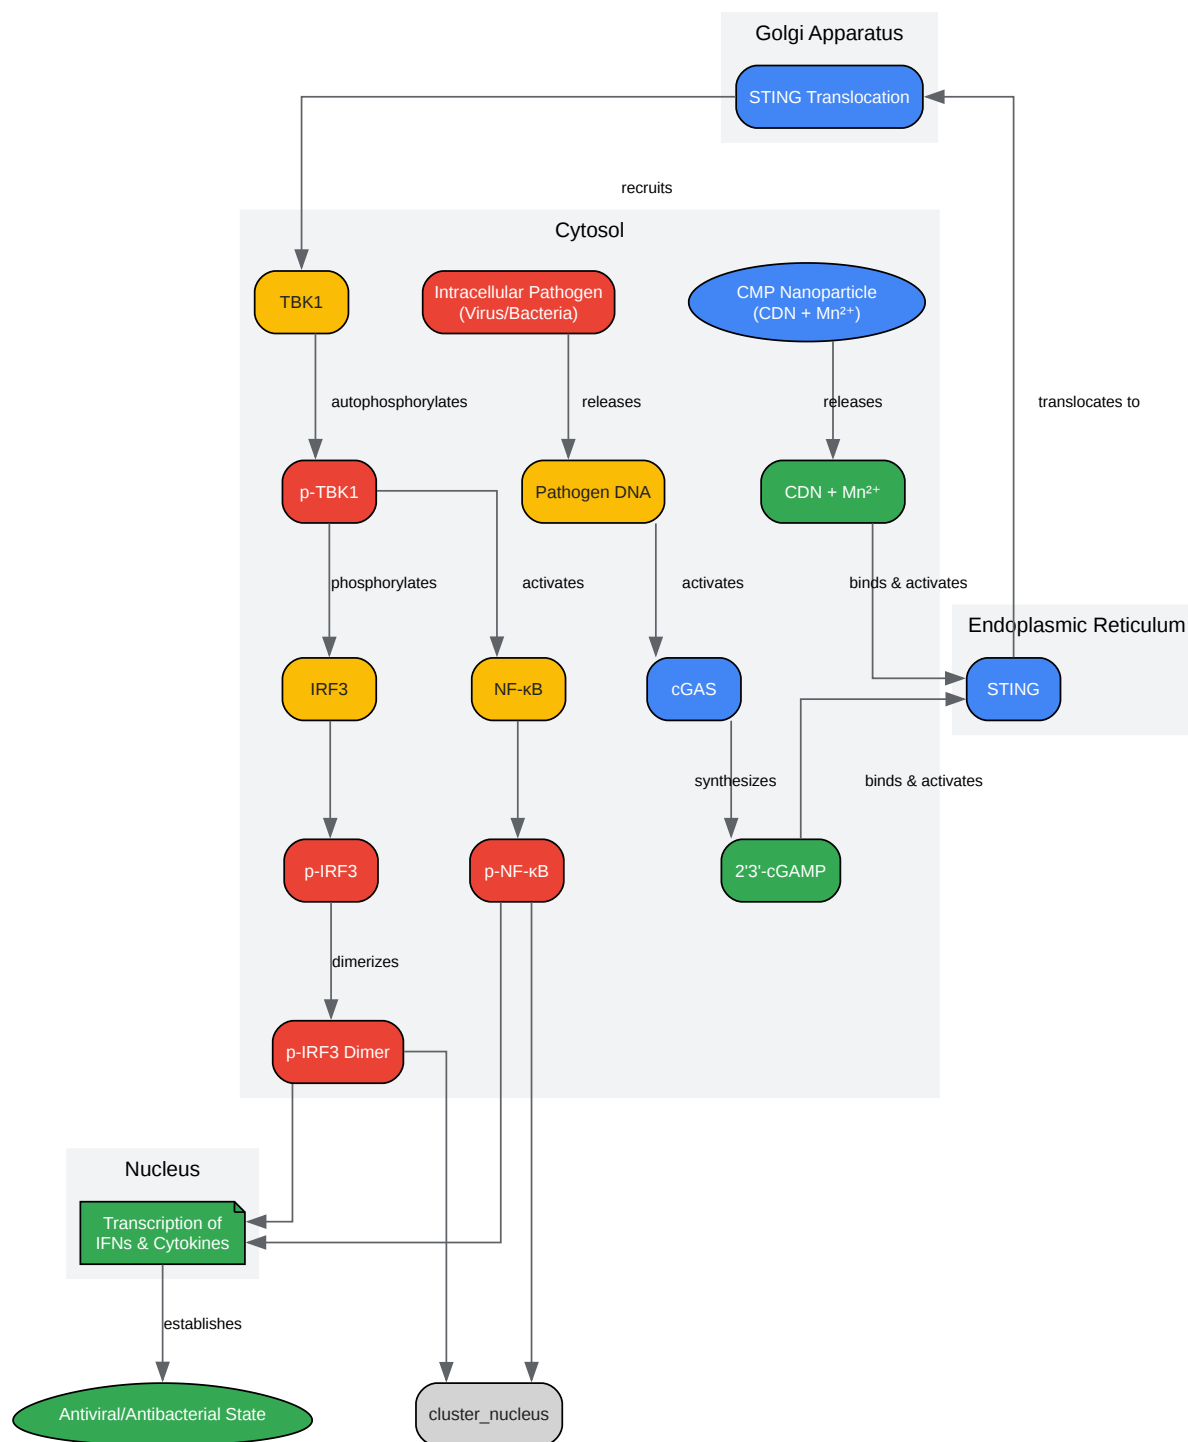 Golgi Apparatus
STING Translocation
recruits
Cytosol
TBK1
Intracellular Pathogen
(Virus/Bacteria)
CMP Nanoparticle
(CDN + Mn²⁺)
autophosphorylates
releases
releases
translocates to
p-TBK1
Pathogen DNA
CDN + Mn²⁺
phosphorylates
activates
activates
binds & activates
Endoplasmic Reticulum
IRF3
NF-κB
cGAS
STING
synthesizes
binds & activates
p-IRF3
p-NF-κB
2'3'-cGAMP
dimerizes
p-IRF3 Dimer
Nucleus
Transcription of
IFNs & Cytokines
establishes
Antiviral/Antibacterial State
cluster_nucleus